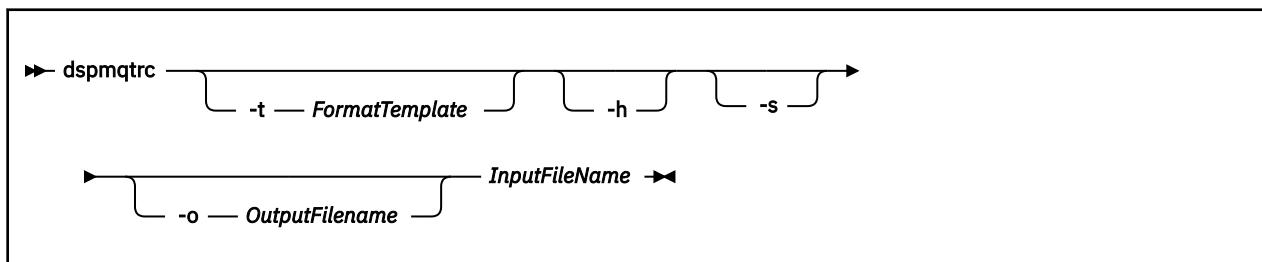 dspmqtrc
-t FormatTemplate -h -s
InputFileName
-o OutputFilename